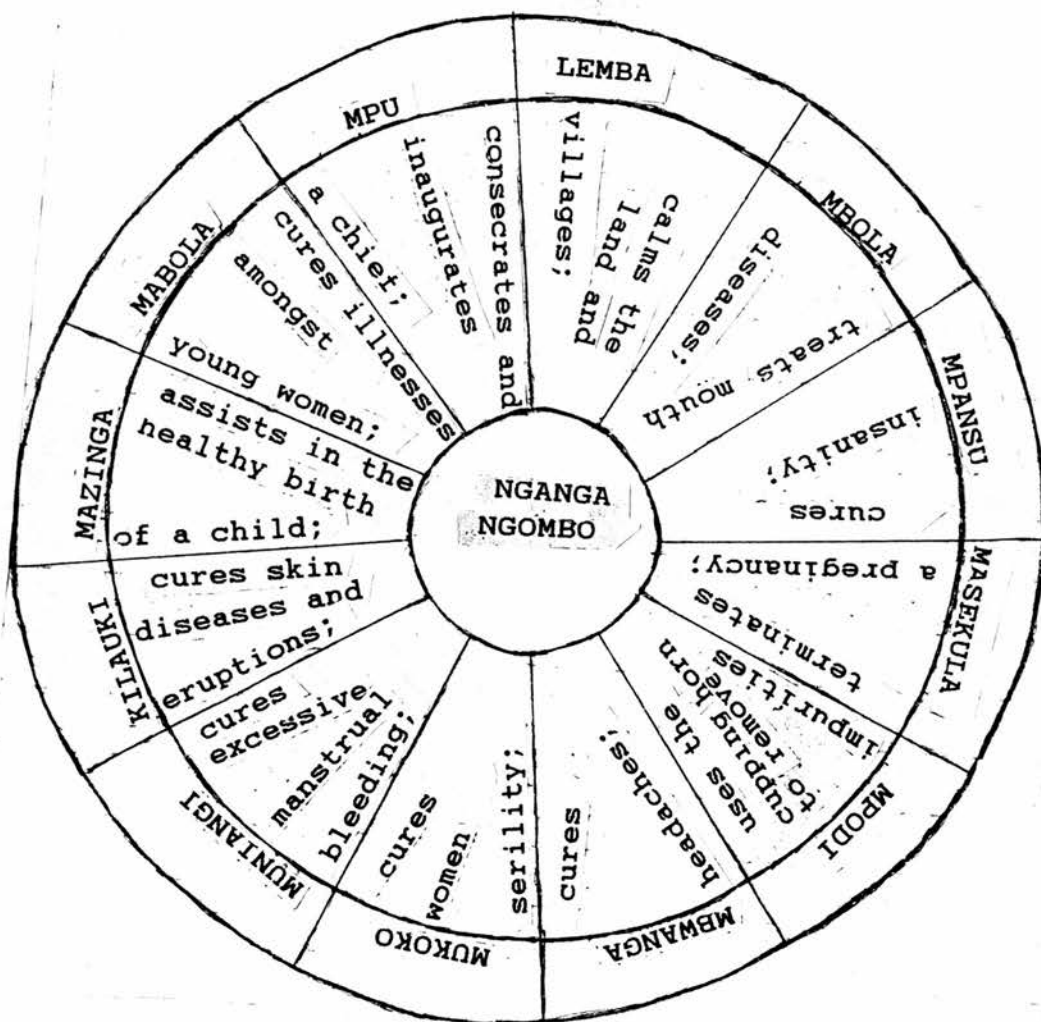 NGANGA
NGOMBO
LEMBA
calms the
land and
villages;
MBOLA
treats mouth
diseases;
MPANSU
cures
insanity;
MASEKULA
terminates
a preginancy;
MPODI
uses the
cupping horn
to remove
impurities
MBWANGA
cures
headaches;
MUKOKO
cures
women
serility;
MUNIANGI
cures
excessive
manstrual
bleeding;
KILAUKI
cures skin
diseases and
eruptions;
MAZINGA
assists in the
healthy birth
of a child;
MABOLA
cures illnesses
amongst
young women;
MPU
consecrates and
inaugurates
a chief;